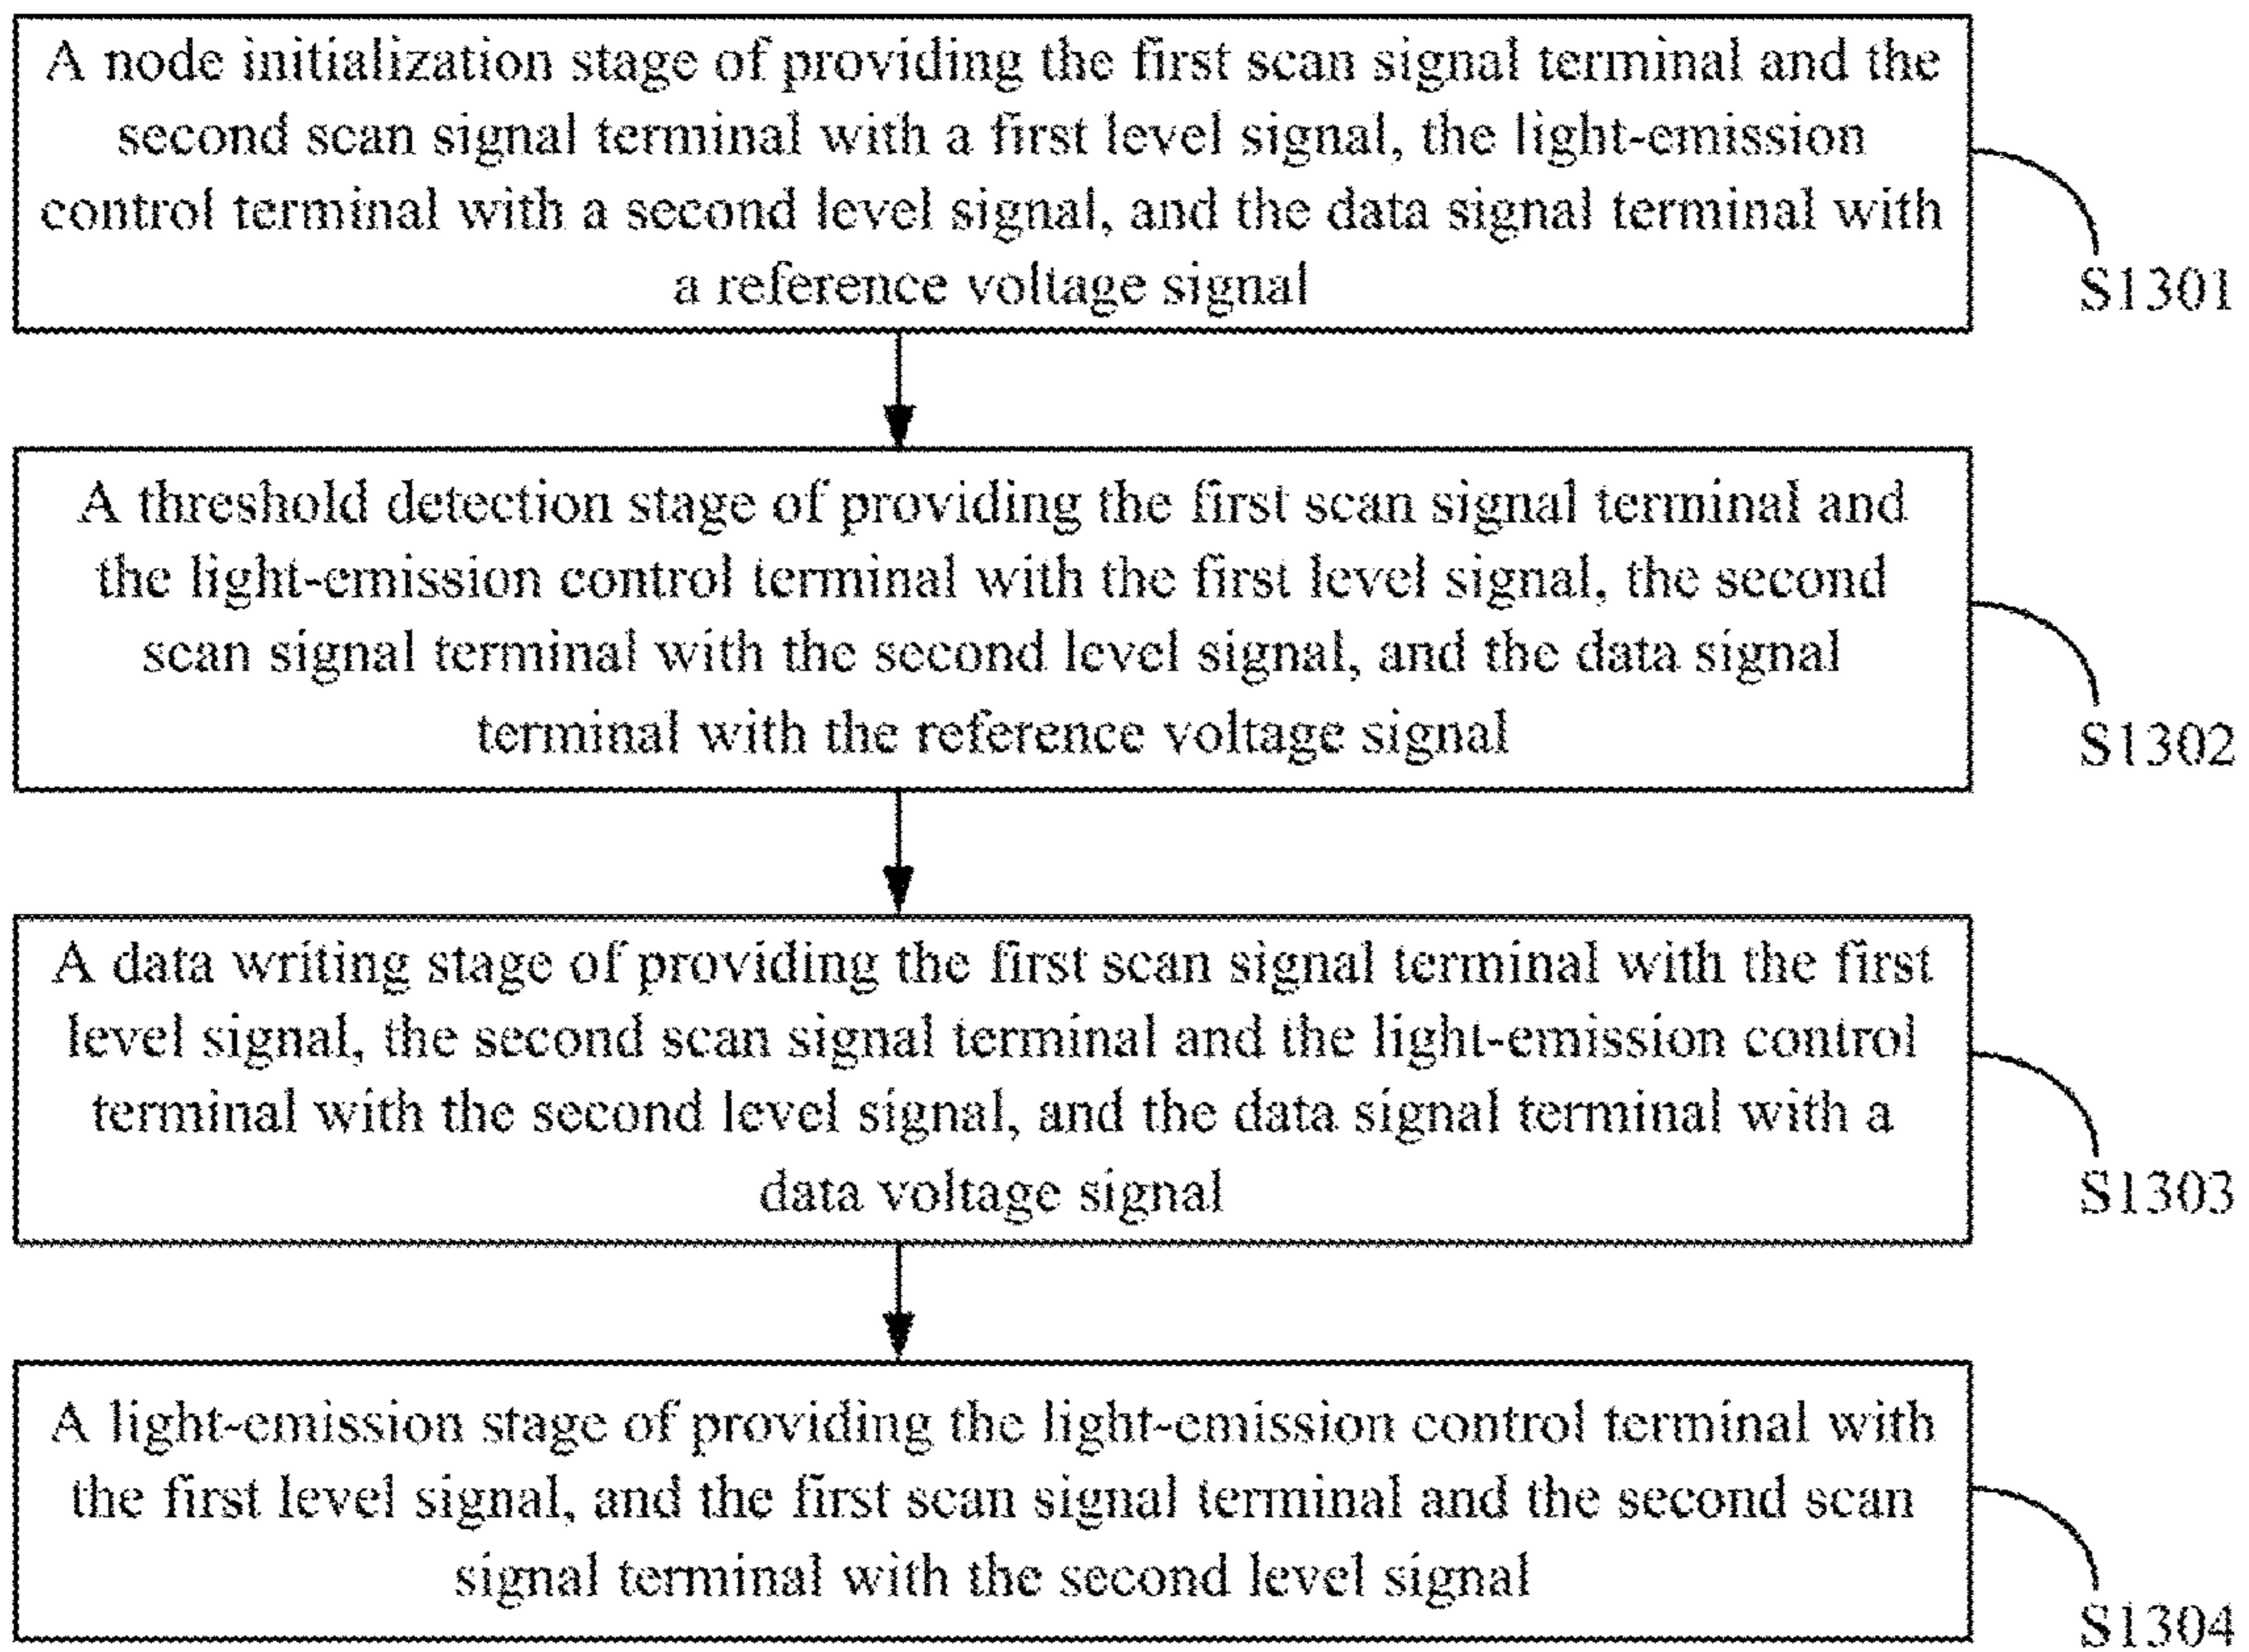 A node initialization stage of providing the first scan signal terminal and the
second scan signal terminal with a first level signal, the light-emission
control terminal with a second level signal, and the data signal terminal with
a reference voltage signal
S1301
A threshold detection stage of providing the first scan signal terminal and
the light-emission control terminal with the first level signal, the second
scan signal terminal with the second level signal, and the data signal
terminal with the reference voltage signal
S1302
A data writing stage of providing the first scan signal terminal with the first
level signal, the second scan signal terminal and the light-emission control
terminal with the second level signal, and the data signal terminal with a
data voltage signal
S1303
A light-emission stage of providing the light-emission control terminal with
the first level signal, and the first scan signal terminal and the second scan
signal terminal with the second level signal
S1304